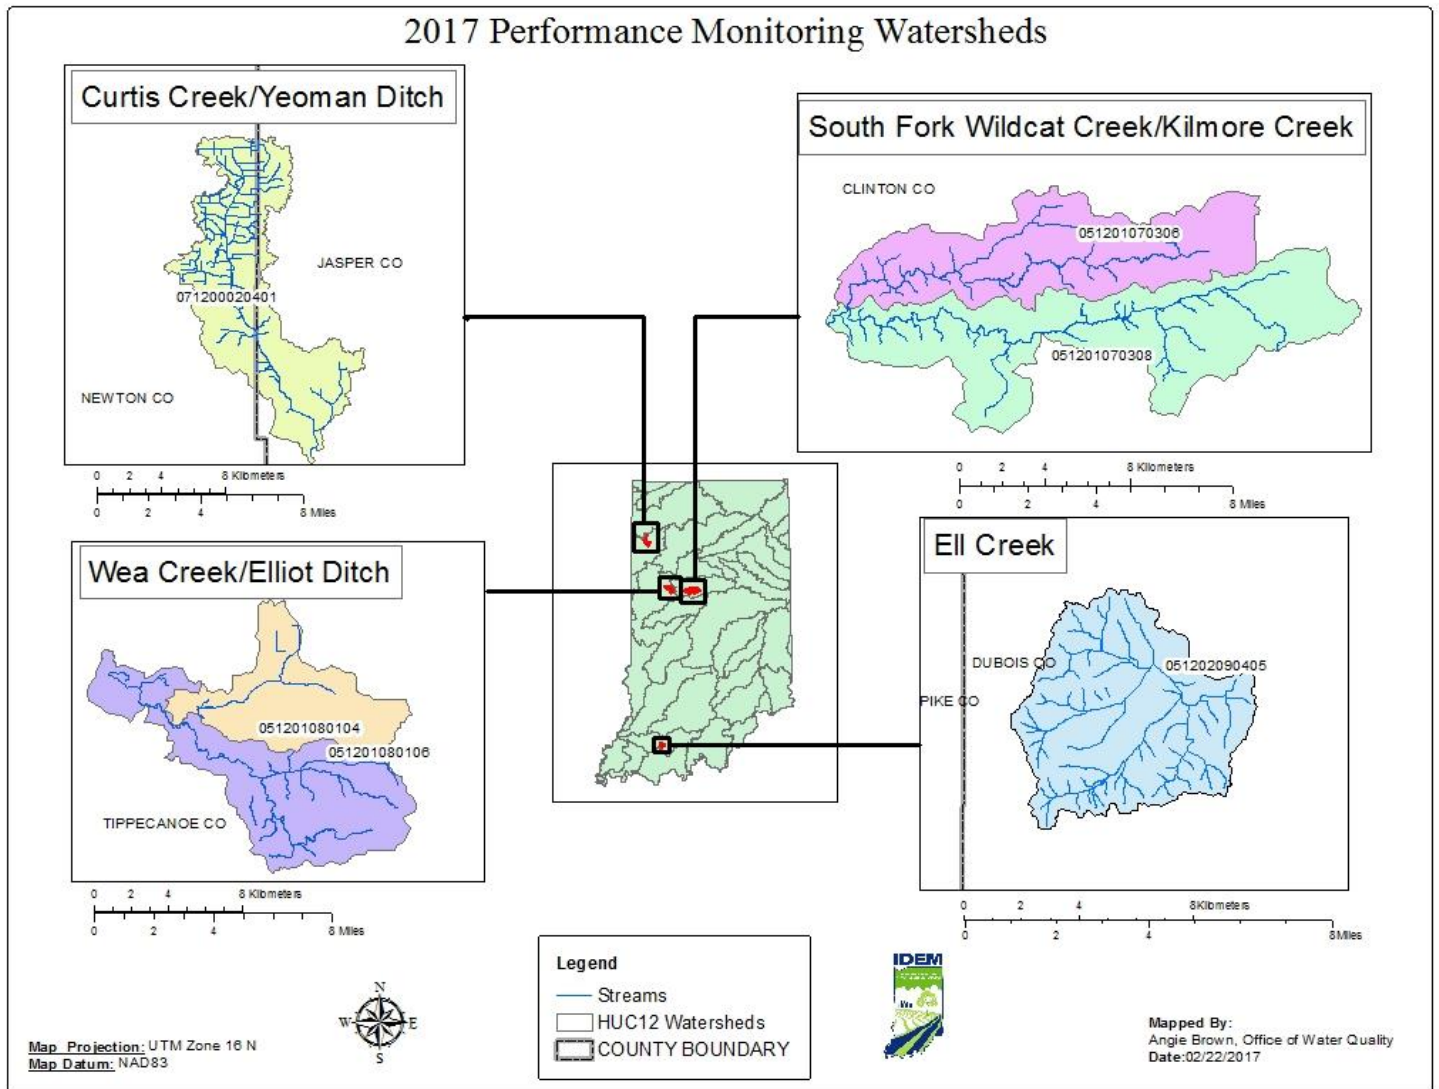 2017 Performance Monitoring Watersheds
Curtis Creek/Yeoman Ditch
JASPER CO
071200020401
NEWTON CO
0 2 4 8 Kilometers
0 2 4 8 Miles
South Fork Wildcat Creek/Kilmore Creek
CLINTON CO
051201070306
051201070308
0 2 4 8 Kilometers
0 2 4 8 Miles
Wea Creek/Elliot Ditch
051201080104
051201080106
TIPPECANOE CO
0 2 4 8 Kilometers
0 2 4 8 Miles
Ell Creek
DUBOIS CO
051202090405
PIKE CO
0 2 4 8Kilometers
0 2 4 8Miles
N
W E
S
Map Projection: UTM Zone 16 N
Map Datum: NAD83
Legend
Streams
HUC12 Watersheds
COUNTY BOUNDARY
IDEM
Mapped By:
Angie Brown, Office of Water Quality
Date:02/22/2017